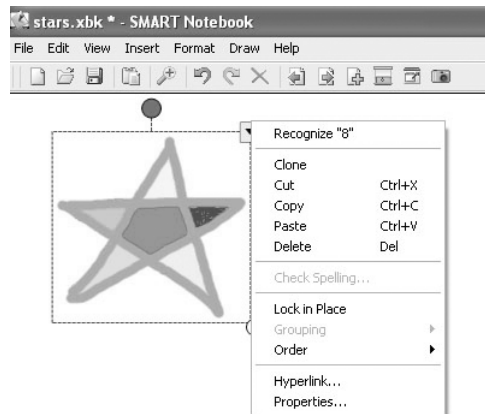 stars.xbk * - SMART Notebook
File Edit View Insert Format Draw Help
Recognize "8"
Clone
Cut Ctrl+X
Copy Ctrl+C
Paste Ctrl+V
Delete Del
Check Spelling...
Lock in Place
Grouping
Order
Hyperlink...
Properties...